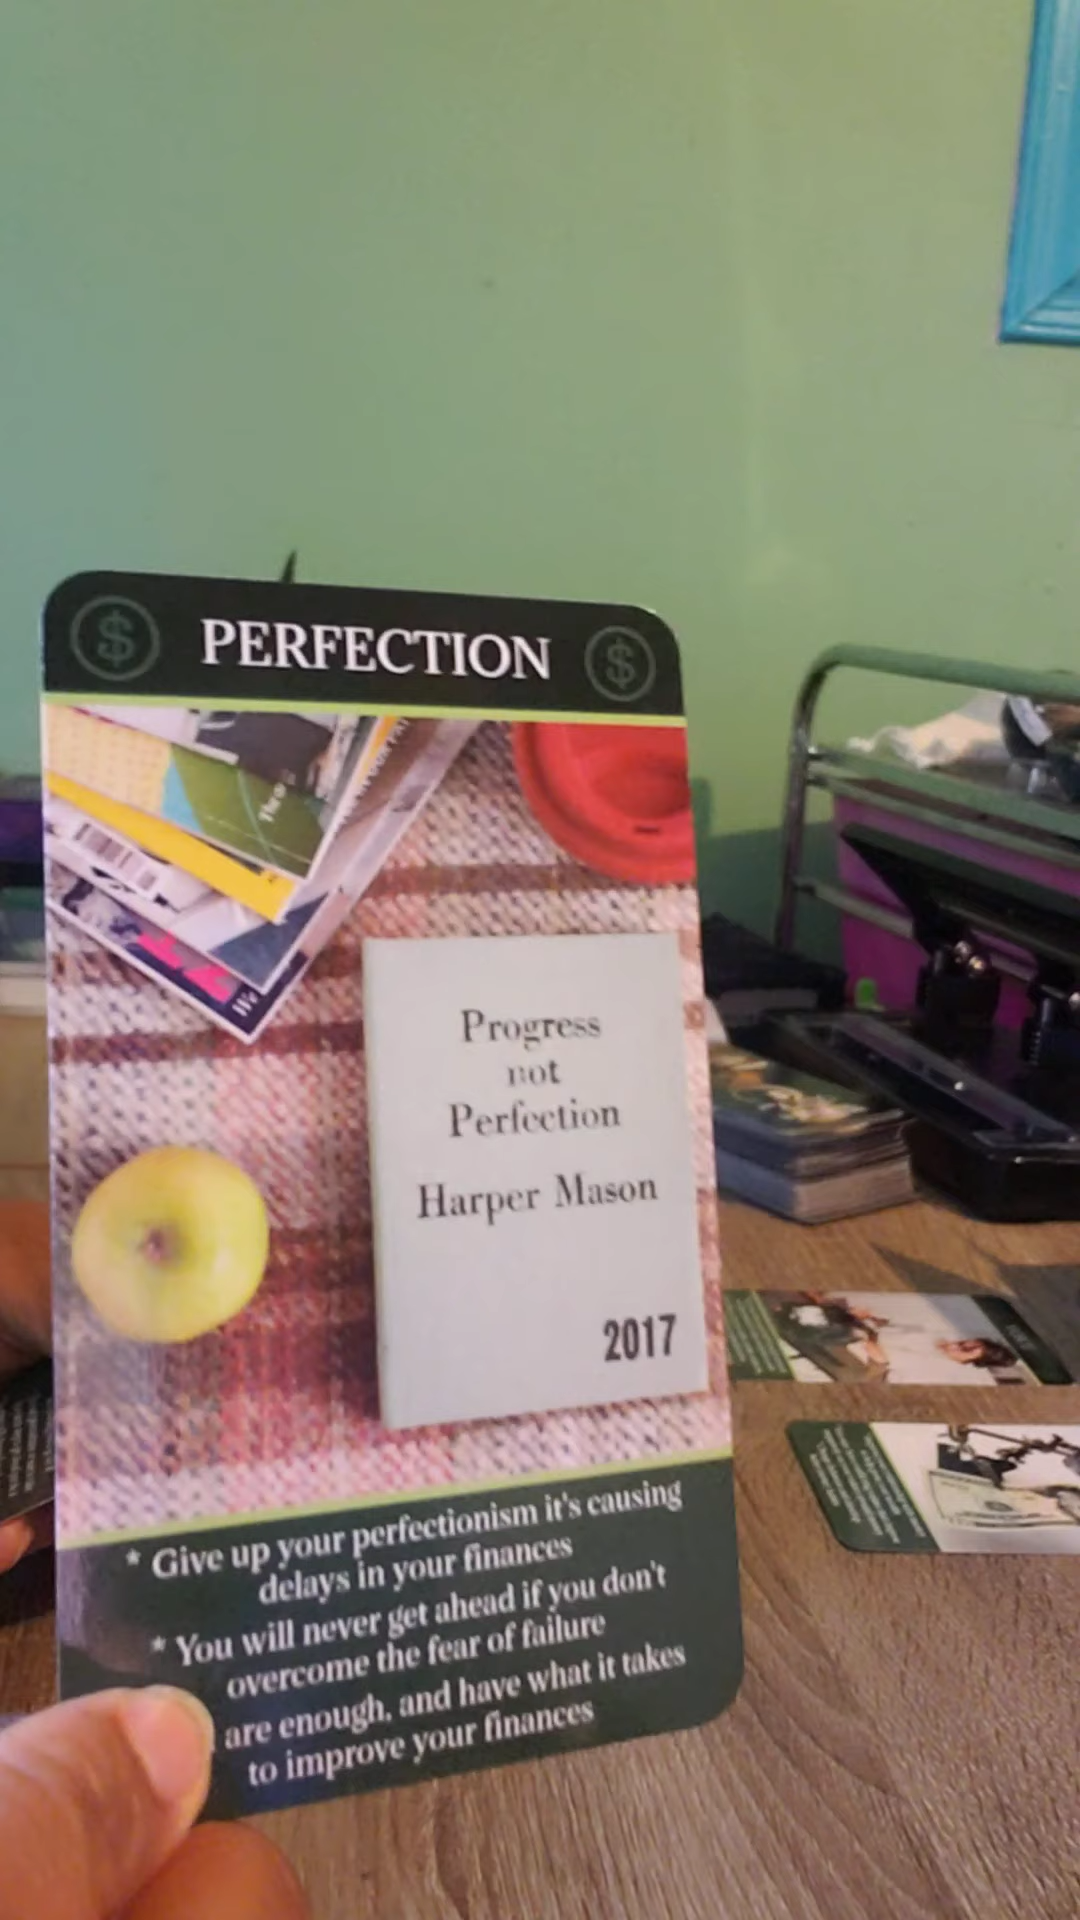 $ PERFECTION $
Progress
not
Perfection
Harper Mason
2017
* Give up your perfectionism it's causing
delays in your finances
* You will never get ahead if you don't
overcome the fear of failure
are enough, and have what it takes
to improve your finances